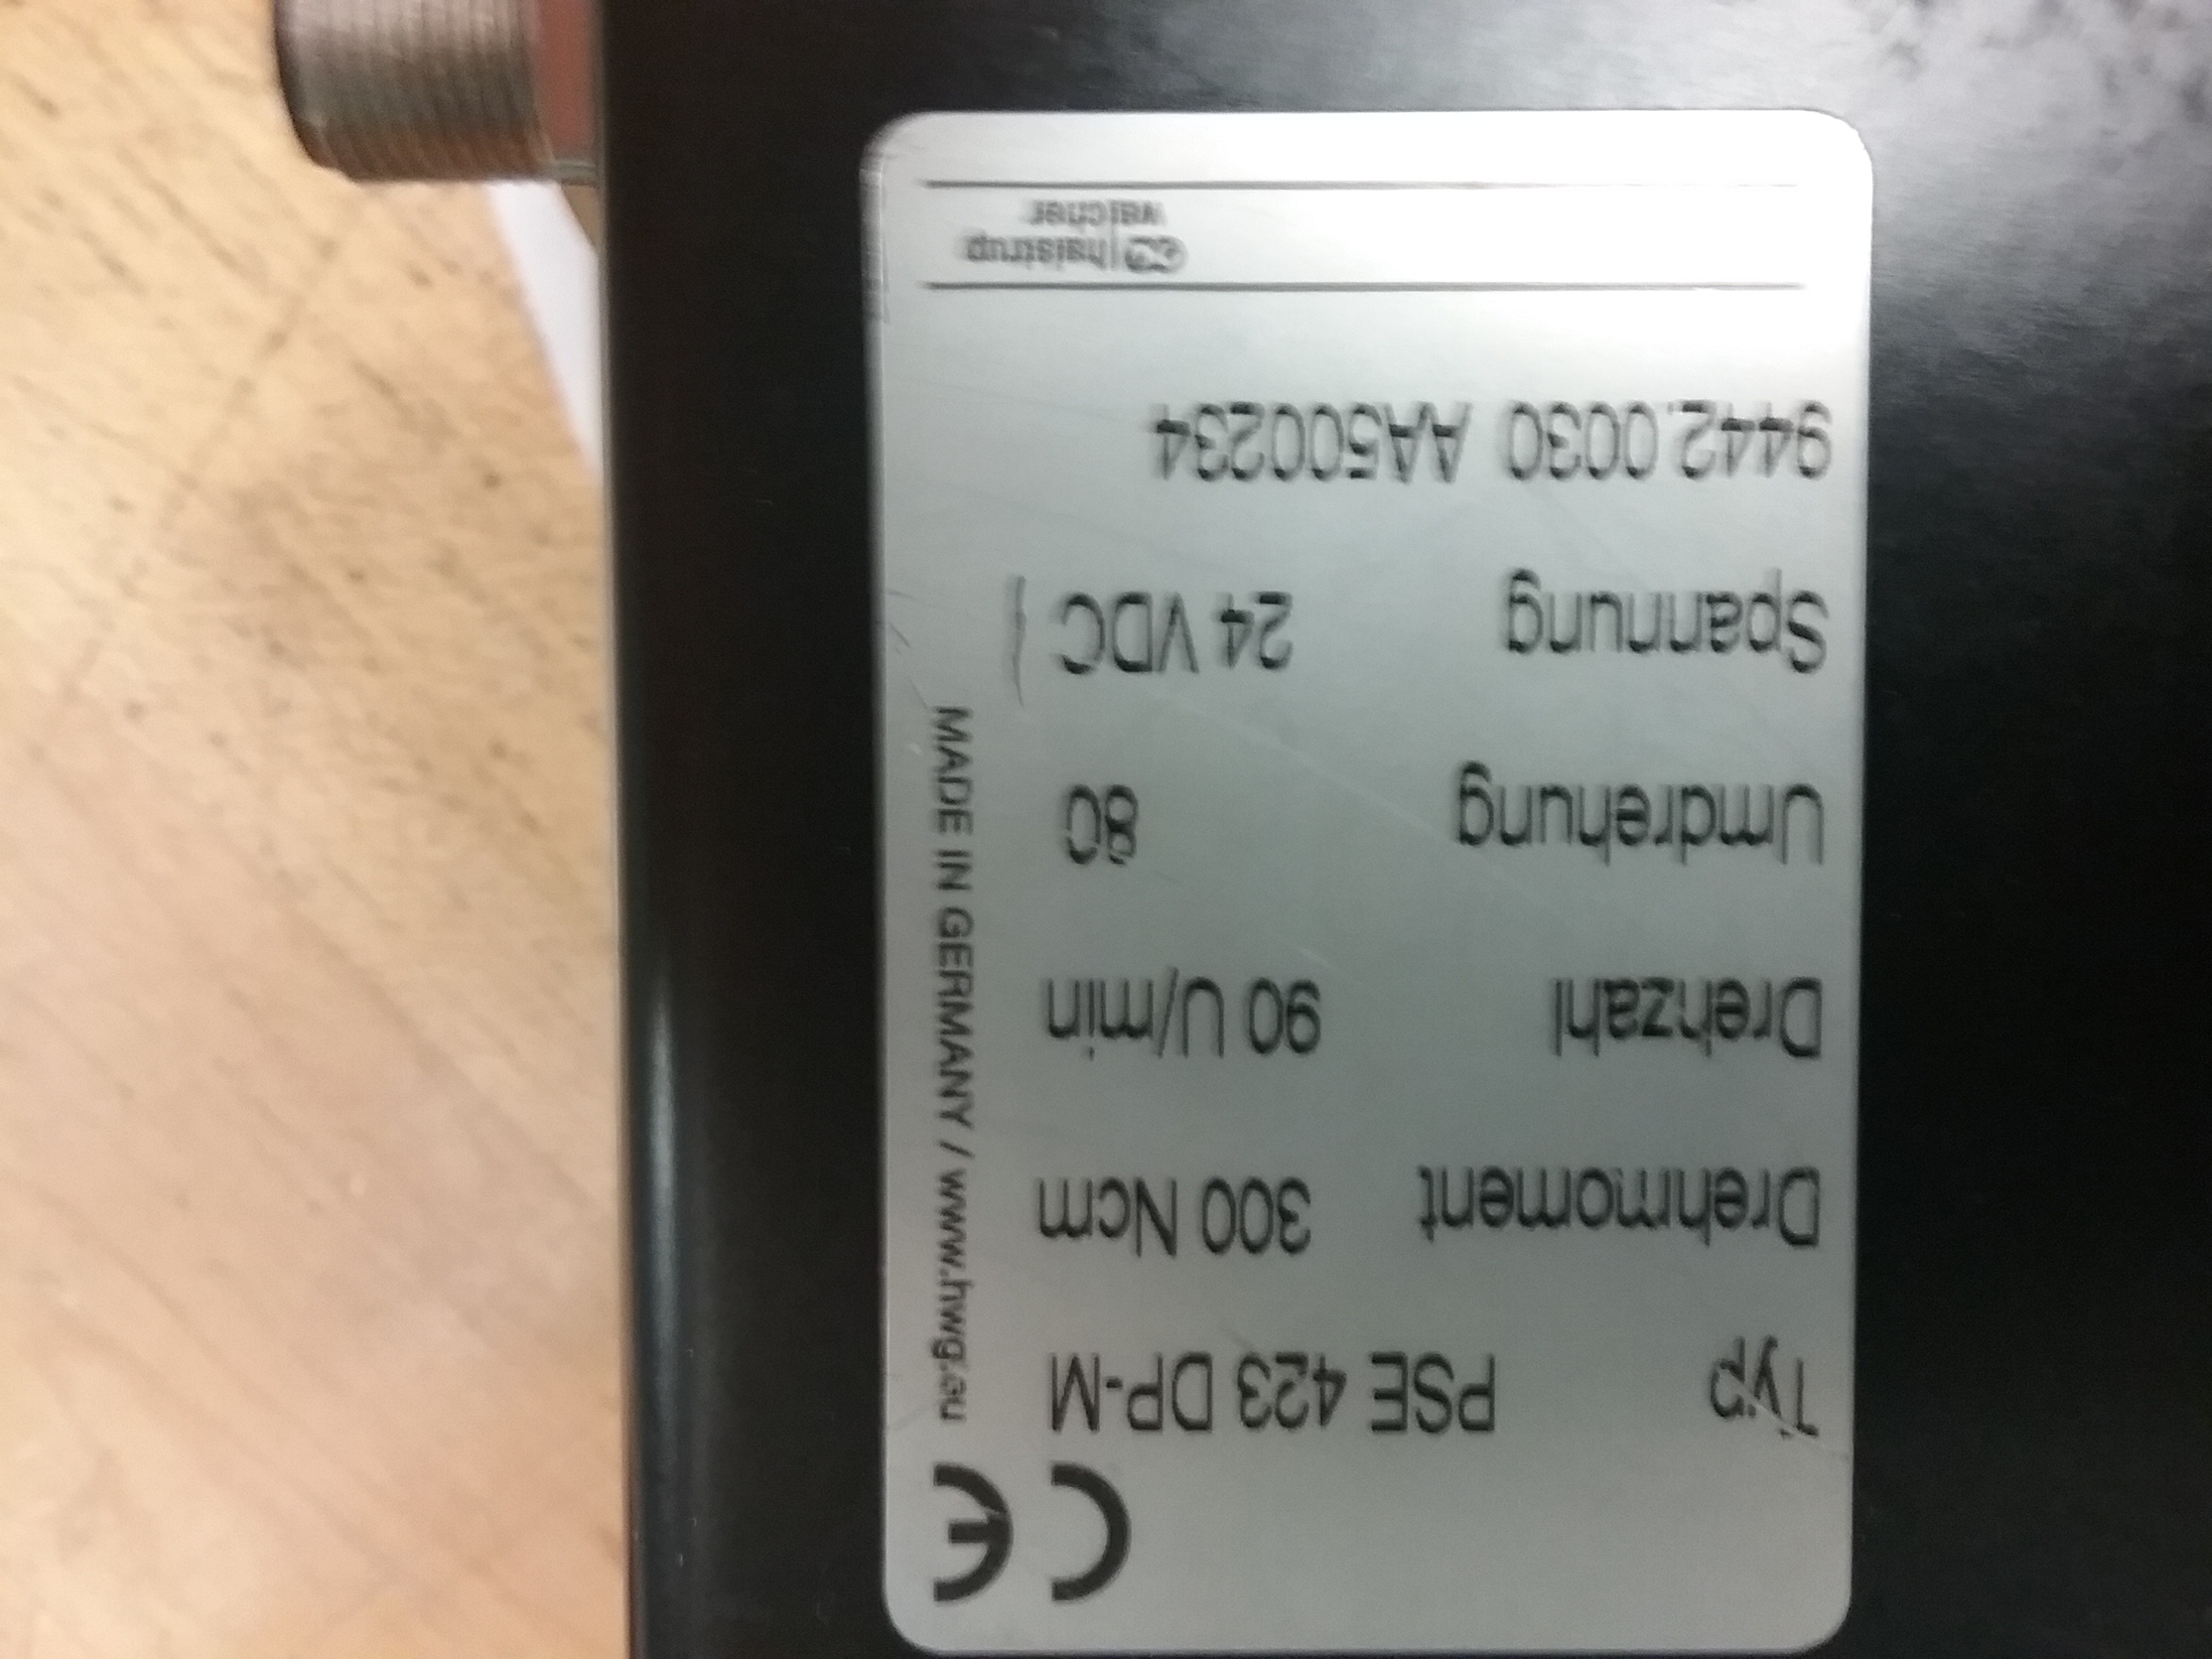 CE
Typ PSE 423 DP-M
Drehmoment 300 Ncm
Drehzahl 90 U/min
Umdrehung 80
Spannung 24 VDC
9442.0030 AA500234
halstrup
walcher
MADE IN GERMANY / www.hwg.eu